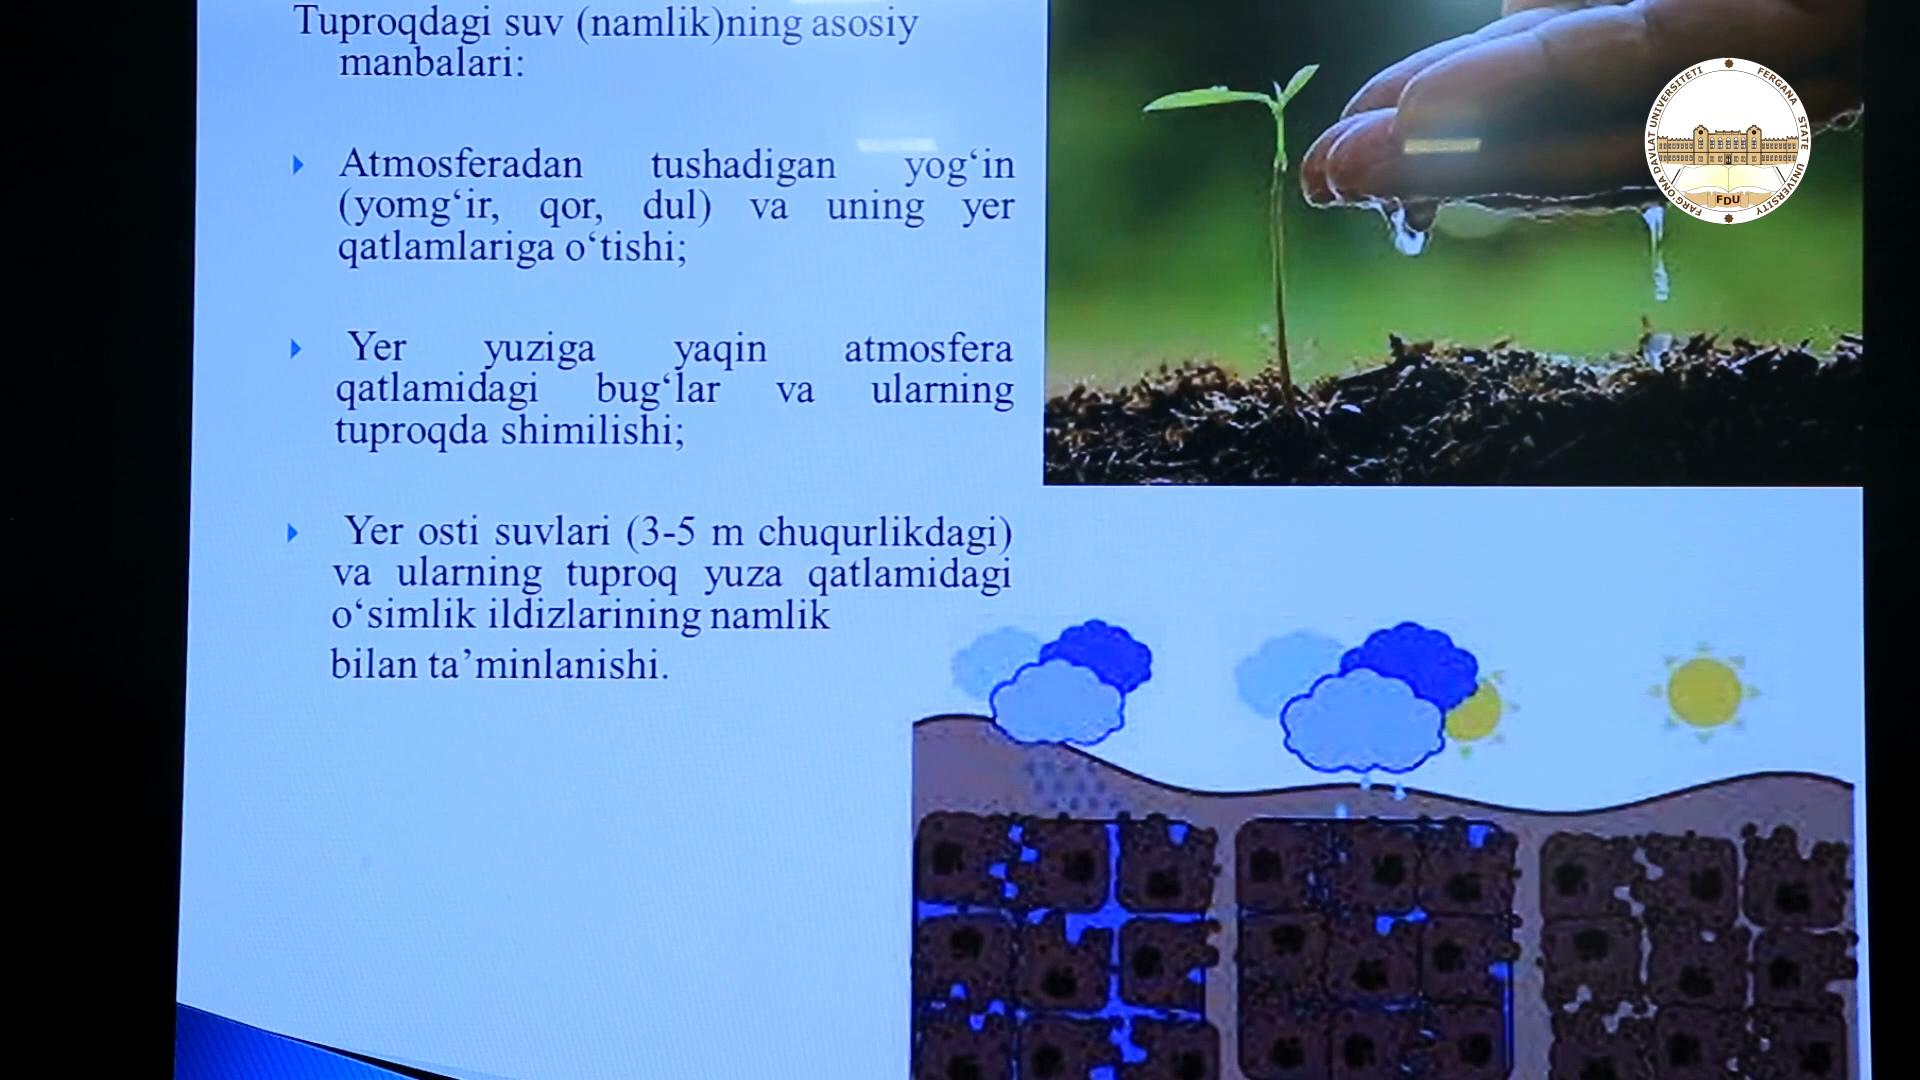 Tuproqdagi suv (namlik)ning asosiy
manbalari:
Atmosferadan tushadigan yog‘in
(yomg‘ir, qor, dul) va uning yer
qatlamlariga o‘tishi;
Yer yuziga yaqin atmosfera
qatlamidagi bug‘lar va ularning
tuproqda shimilishi;
Yer osti suvlari (3-5 m chuqurlikdagi)
va ularning tuproq yuza qatlamidagi
o‘simlik ildizlarining namlik
bilan ta’minlanishi.
FARG'ONA DAVLAT UNIVERSITETI
FERGANA STATE UNIVERSITY
FDU